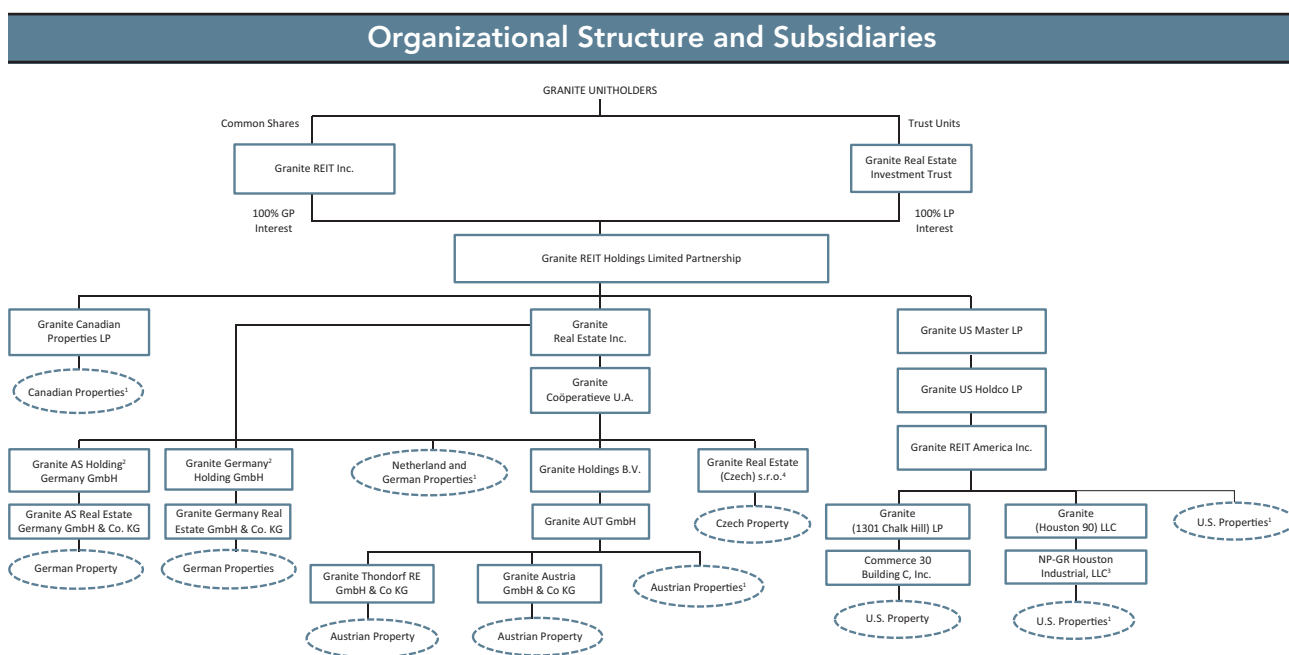 Organizational Structure and Subsidiaries
GRANITE UNITHOLDERS
Common Shares
Trust Units
Granite REIT Inc.
Granite Real Estate
Investment Trust
100% GP
Interest
100% LP
Interest
Granite REIT Holdings Limited Partnership
Granite Canadian
Properties LP
Granite
Real Estate Inc.
Granite US Master LP
Canadian Properties¹
Granite
Coöperatieve U.A.
Granite US Holdco LP
Granite REIT America Inc.
Granite AS Holding²
Germany GmbH
Granite Germany²
Holding GmbH
Netherland and
German Properties¹
Granite Holdings B.V.
Granite Real Estate
(Czech) s.r.o.⁴
Granite AS Real Estate
Germany GmbH & Co. KG
Granite Germany Real
Estate GmbH & Co. KG
Granite AUT GmbH
Czech Property
Granite
(1301 Chalk Hill) LP
Granite
(Houston 90) LLC
U.S. Properties¹
German Property
German Properties
Granite Thondorf RE
GmbH & Co KG
Granite Austria
GmbH & Co KG
Austrian Properties¹
Commerce 30
Building C, Inc.
NP-GR Houston
Industrial, LLC³
Austrian Property
Austrian Property
U.S. Property
U.S. Properties¹